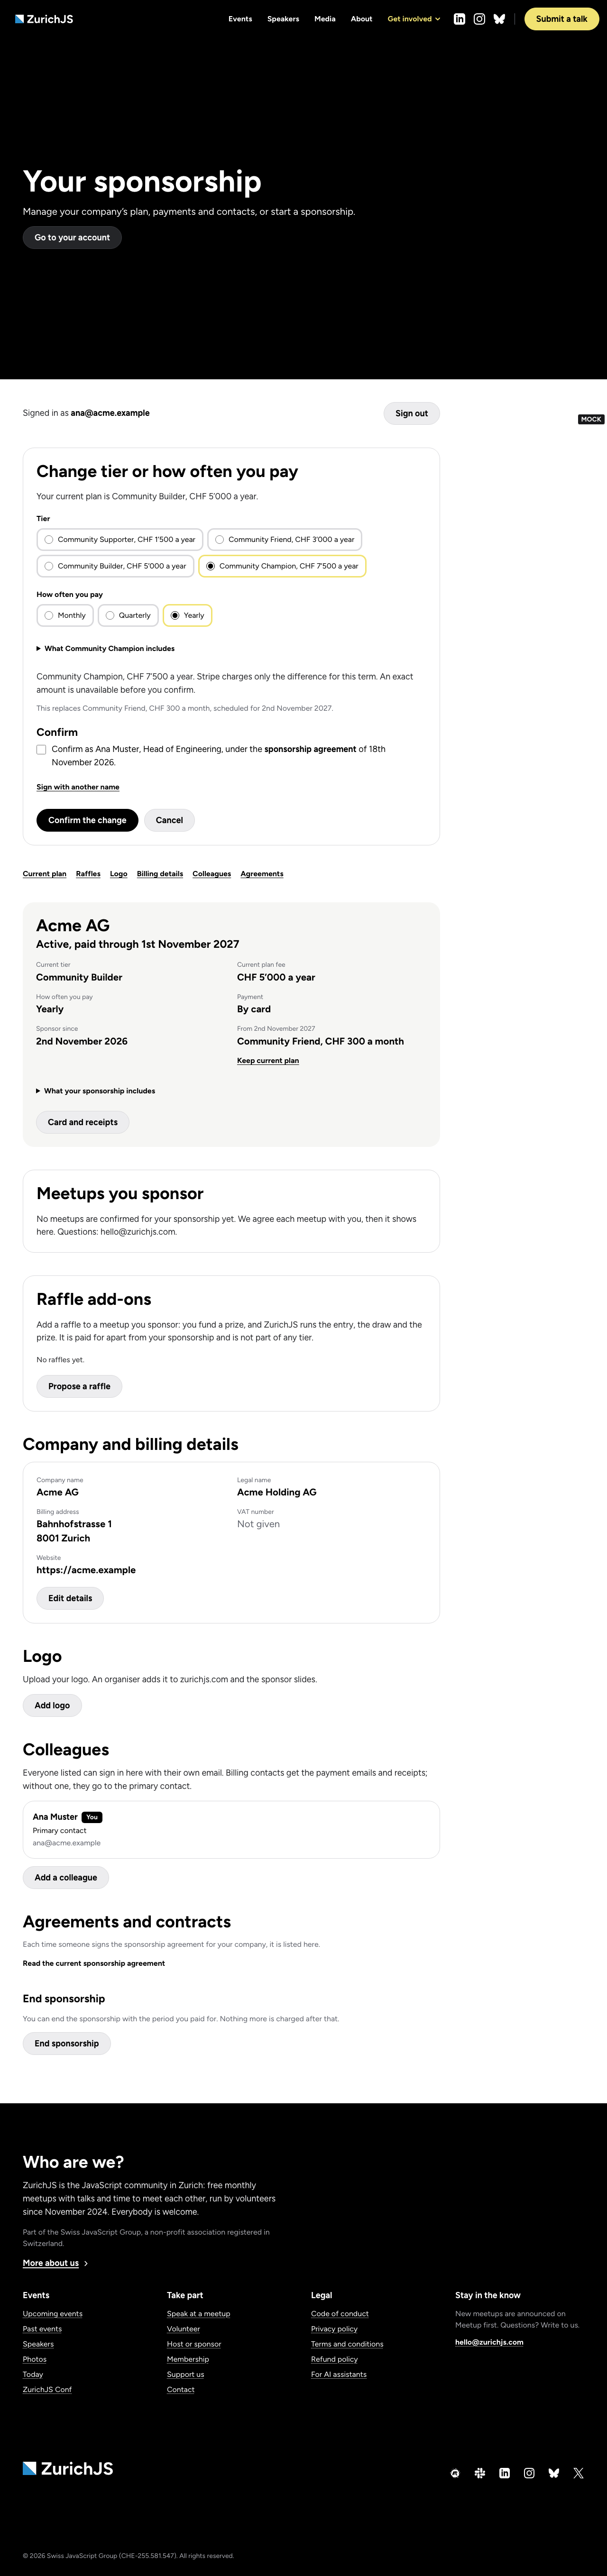 ZurichJS
Events
Speakers
Media
About
Get involved
Submit a talk
Your sponsorship
Manage your company's plan, payments and contacts, or start a sponsorship.
Go to your account
Signed in as ana@acme.example
Sign out
MOCK
Change tier or how often you pay
Your current plan is Community Builder, CHF 5'000 a year.
Tier
Community Supporter, CHF 1'500 a year
Community Friend, CHF 3'000 a year
Community Builder, CHF 5'000 a year
Community Champion, CHF 7'500 a year
How often you pay
Monthly
Quarterly
Yearly
What Community Champion includes
Community Champion, CHF 7'500 a year. Stripe charges only the difference for this term. An exact
amount is unavailable before you confirm.
This replaces Community Friend, CHF 300 a month, scheduled for 2nd November 2027.
Confirm
Confirm as Ana Muster, Head of Engineering, under the sponsorship agreement of 18th
November 2026.
Sign with another name
Confirm the change
Cancel
Current plan
Raffles
Logo
Billing details
Colleagues
Agreements
Acme AG
Active, paid through 1st November 2027
Current tier
Community Builder
Current plan fee
CHF 5'000 a year
How often you pay
Yearly
Payment
By card
Sponsor since
2nd November 2026
From 2nd November 2027
Community Friend, CHF 300 a month
Keep current plan
What your sponsorship includes
Card and receipts
Meetups you sponsor
No meetups are confirmed for your sponsorship yet. We agree each meetup with you, then it shows
here. Questions: hello@zurichjs.com.
Raffle add-ons
Add a raffle to a meetup you sponsor: you fund a prize, and ZurichJS runs the entry, the draw and the
prize. It is paid for apart from your sponsorship and is not part of any tier.
No raffles yet.
Propose a raffle
Company and billing details
Company name
Acme AG
Legal name
Acme Holding AG
Billing address
Bahnhofstrasse 1
8001 Zurich
VAT number
Not given
Website
https://acme.example
Edit details
Logo
Upload your logo. An organiser adds it to zurichjs.com and the sponsor slides.
Add logo
Colleagues
Everyone listed can sign in here with their own email. Billing contacts get the payment emails and receipts;
without one, they go to the primary contact.
Ana Muster You
Primary contact
ana@acme.example
Add a colleague
Agreements and contracts
Each time someone signs the sponsorship agreement for your company, it is listed here.
Read the current sponsorship agreement
End sponsorship
You can end the sponsorship with the period you paid for. Nothing more is charged after that.
End sponsorship
Who are we?
ZurichJS is the JavaScript community in Zurich: free monthly
meetups with talks and time to meet each other, run by volunteers
since November 2024. Everybody is welcome.
Part of the Swiss JavaScript Group, a non-profit association registered in
Switzerland.
More about us
Events
Upcoming events
Past events
Speakers
Photos
Today
ZurichJS Conf
Take part
Speak at a meetup
Volunteer
Host or sponsor
Membership
Support us
Contact
Legal
Code of conduct
Privacy policy
Terms and conditions
Refund policy
For AI assistants
Stay in the know
New meetups are announced on
Meetup first. Questions? Write to us.
hello@zurichjs.com
ZurichJS
© 2026 Swiss JavaScript Group (CHE-255.581.547). All rights reserved.